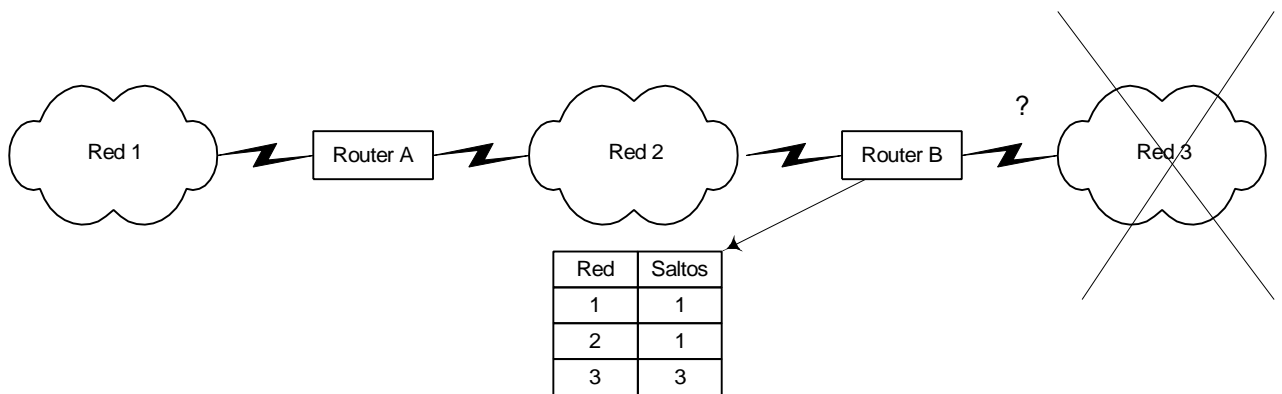 ?
Red 1
Router A
Red 2
Router B
Red 3
Red Saltos
1 1
2 1
3 3